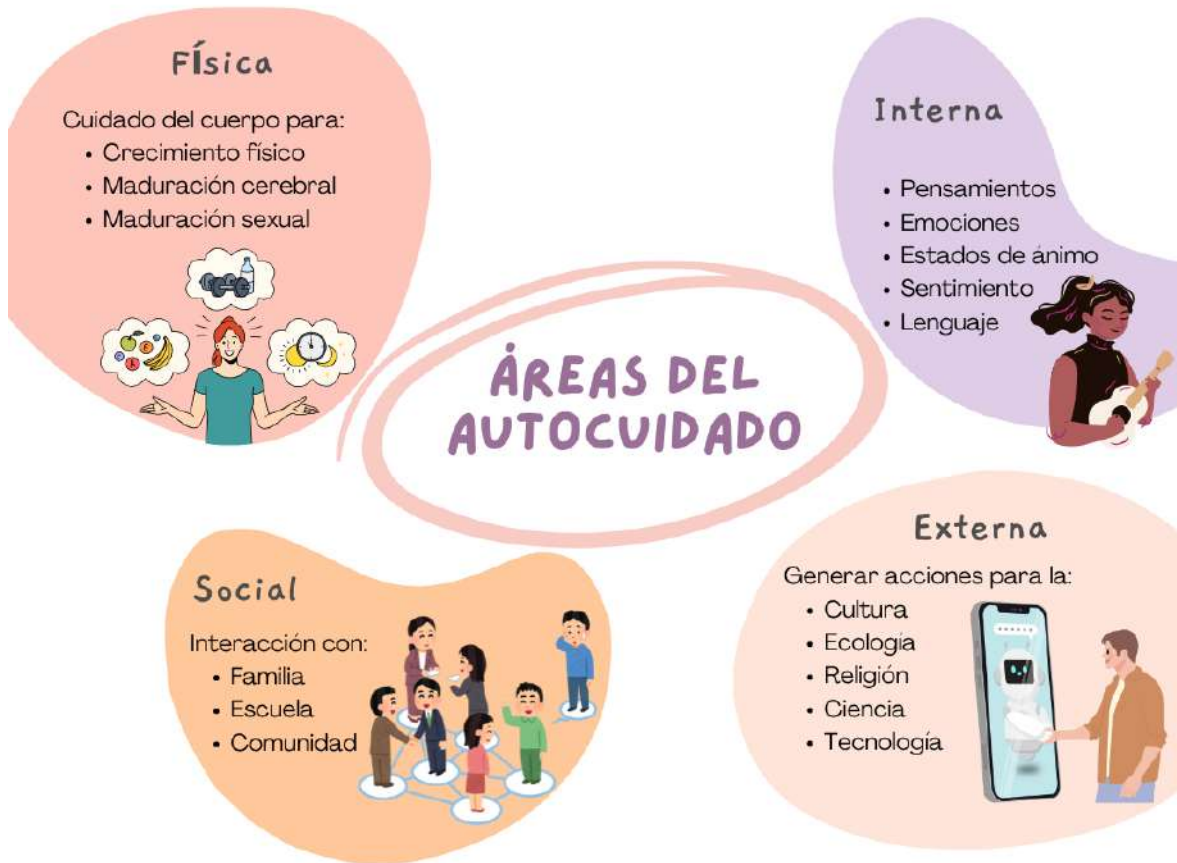 Física
Cuidado del cuerpo para:
• Crecimiento físico
• Maduración cerebral
• Maduración sexual
Interna
• Pensamientos
• Emociones
• Estados de ánimo
• Sentimiento
• Lenguaje
ÁREAS DEL
AUTOCUIDADO
Social
Interacción con:
• Familia
• Escuela
• Comunidad
Externa
Generar acciones para la:
• Cultura
• Ecología
• Religión
• Ciencia
• Tecnología